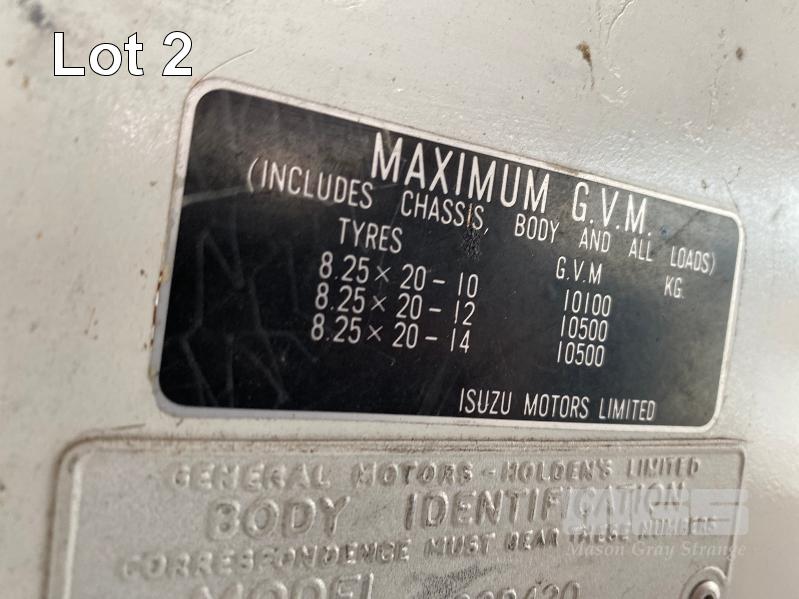 Lot 2
MAXIMUM G.V.M.
(INCLUDES CHASSIS, BODY AND ALL LOADS)
TYRES G.V.M KG.
8.25 × 20 - 10 10100
8.25 × 20 - 12 10500
8.25 × 20 - 14 10500
ISUZU MOTORS LIMITED
GENERAL MOTORS - HOLDEN'S LIMITED
BODY IDENTIFICATION
CORRESPONDENCE MUST BEAR THESE NUMBERS
Mason Gray Strange
MODEL